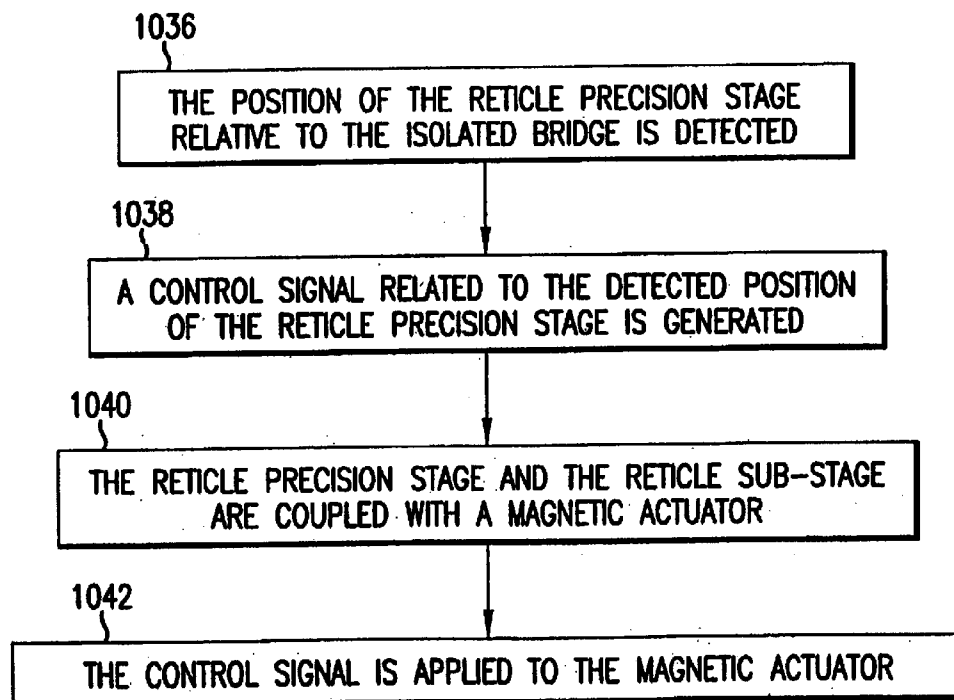 1036
THE POSITION OF THE RETICLE PRECISION STAGE
RELATIVE TO THE ISOLATED BRIDGE IS DETECTED
1038
A CONTROL SIGNAL RELATED TO THE DETECTED POSITION
OF THE RETICLE PRECISION STAGE IS GENERATED
1040
THE RETICLE PRECISION STAGE AND THE RETICLE SUB-STAGE
ARE COUPLED WITH A MAGNETIC ACTUATOR
1042
THE CONTROL SIGNAL IS APPLIED TO THE MAGNETIC ACTUATOR